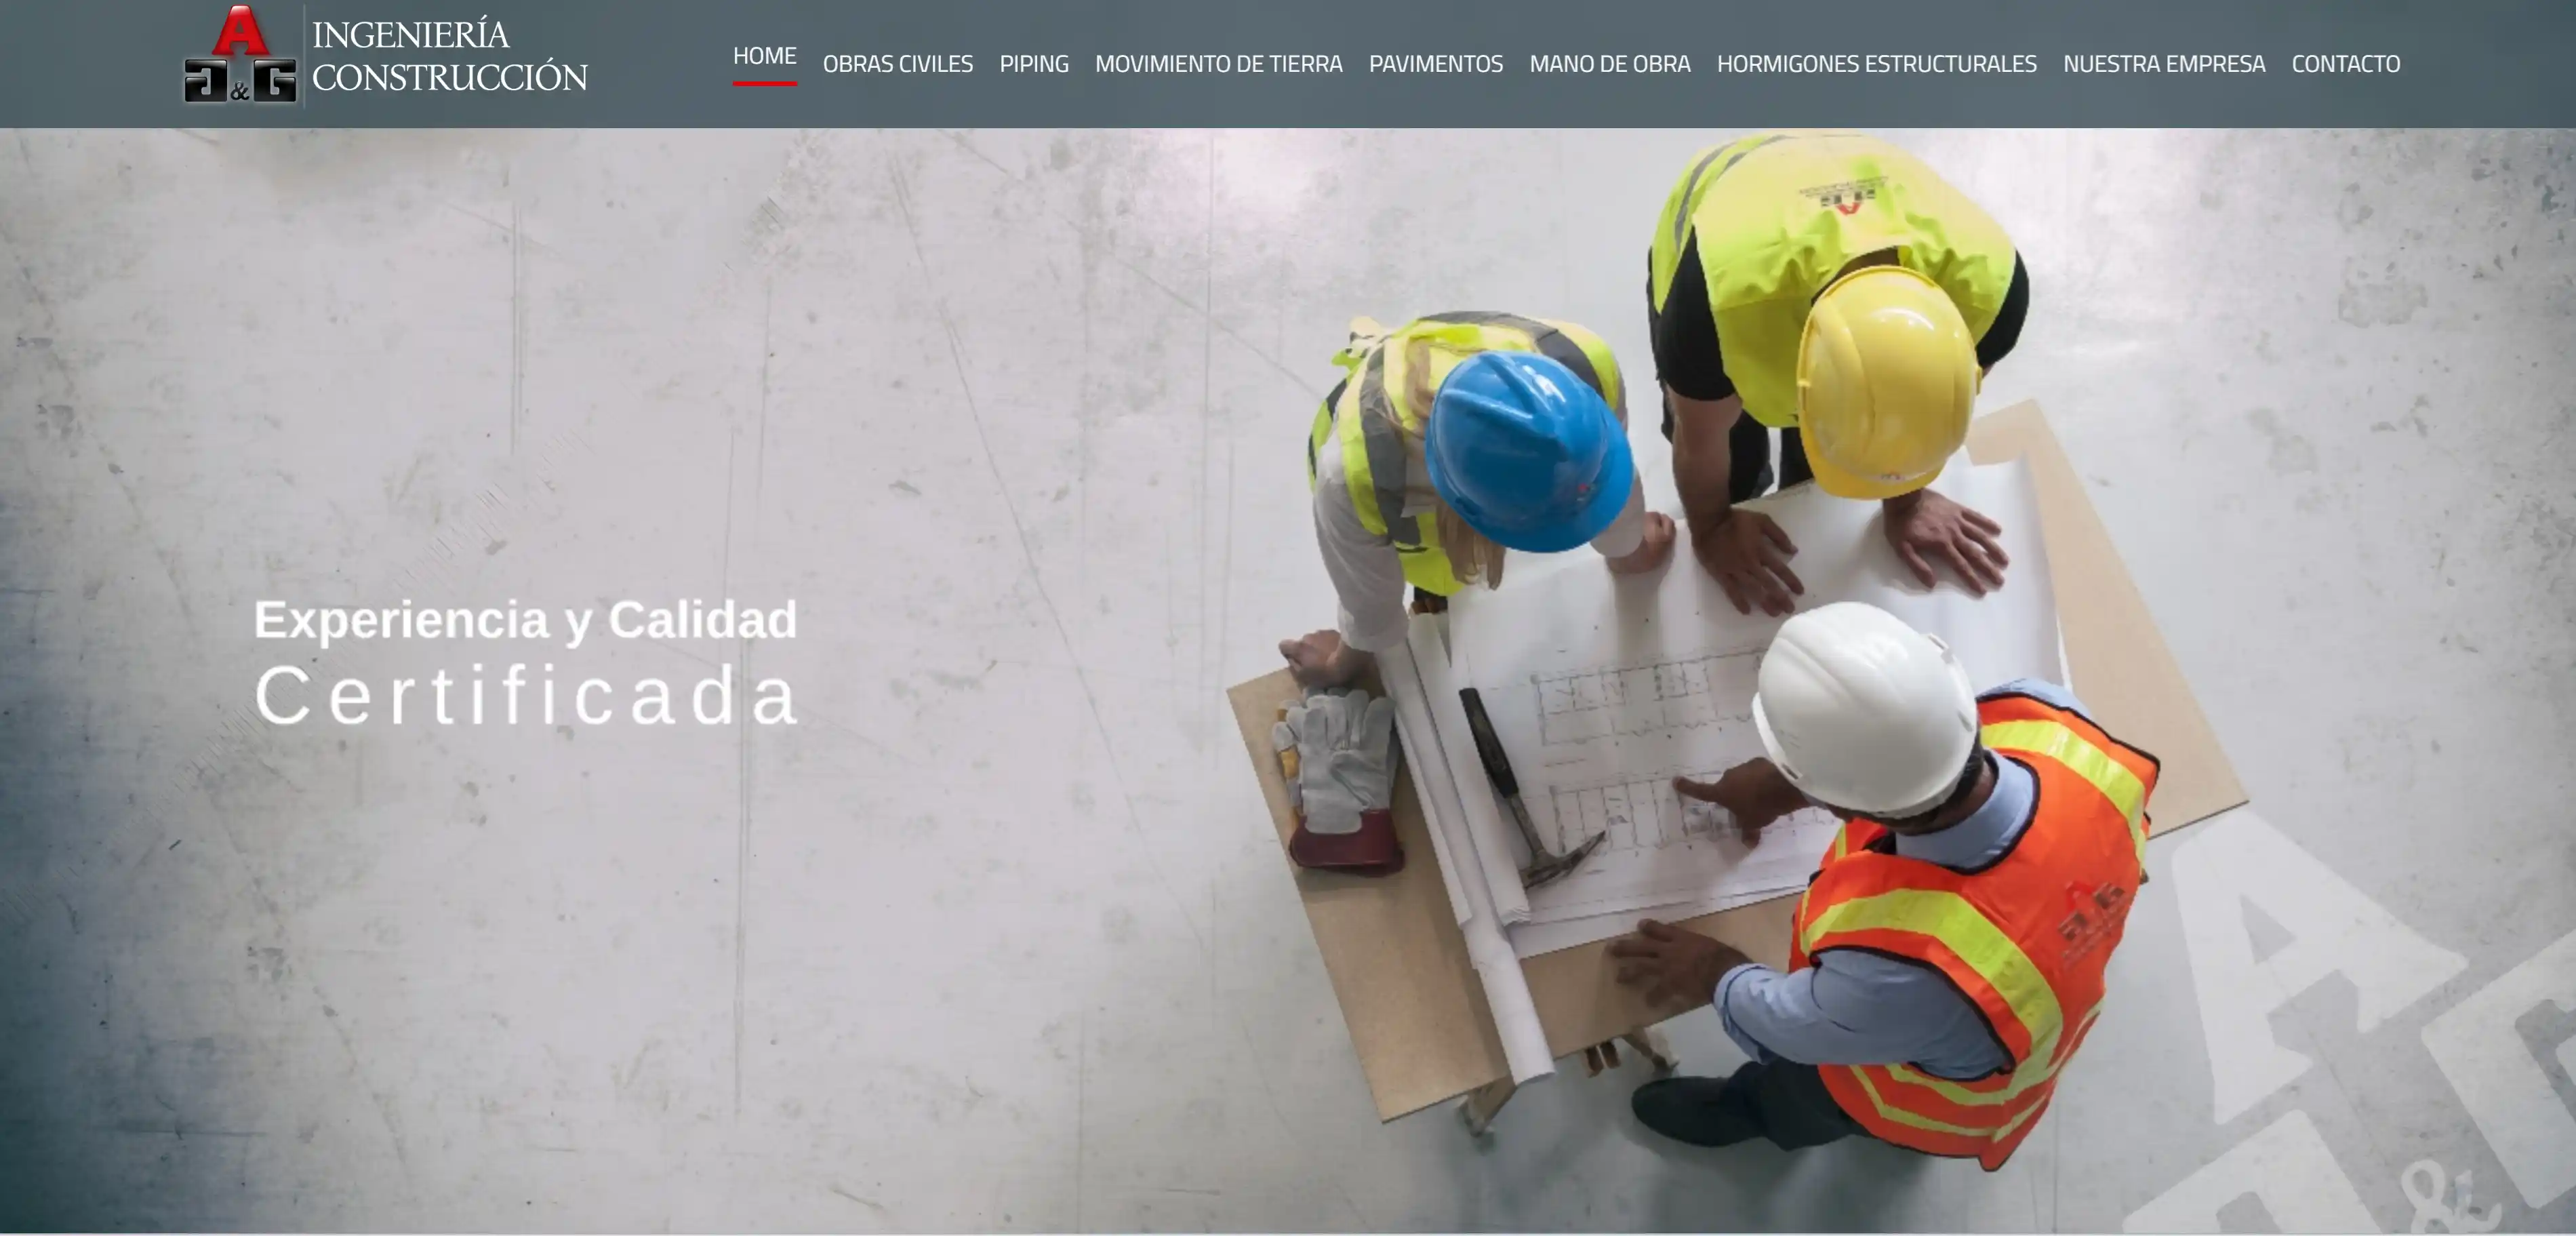 A
J&G
INGENIERÍA
CONSTRUCCIÓN
HOME
OBRAS CIVILES
PIPING
MOVIMIENTO DE TIERRA
PAVIMENTOS
MANO DE OBRA
HORMIGONES ESTRUCTURALES
NUESTRA EMPRESA
CONTACTO
Experiencia y Calidad
Certificada
A
&